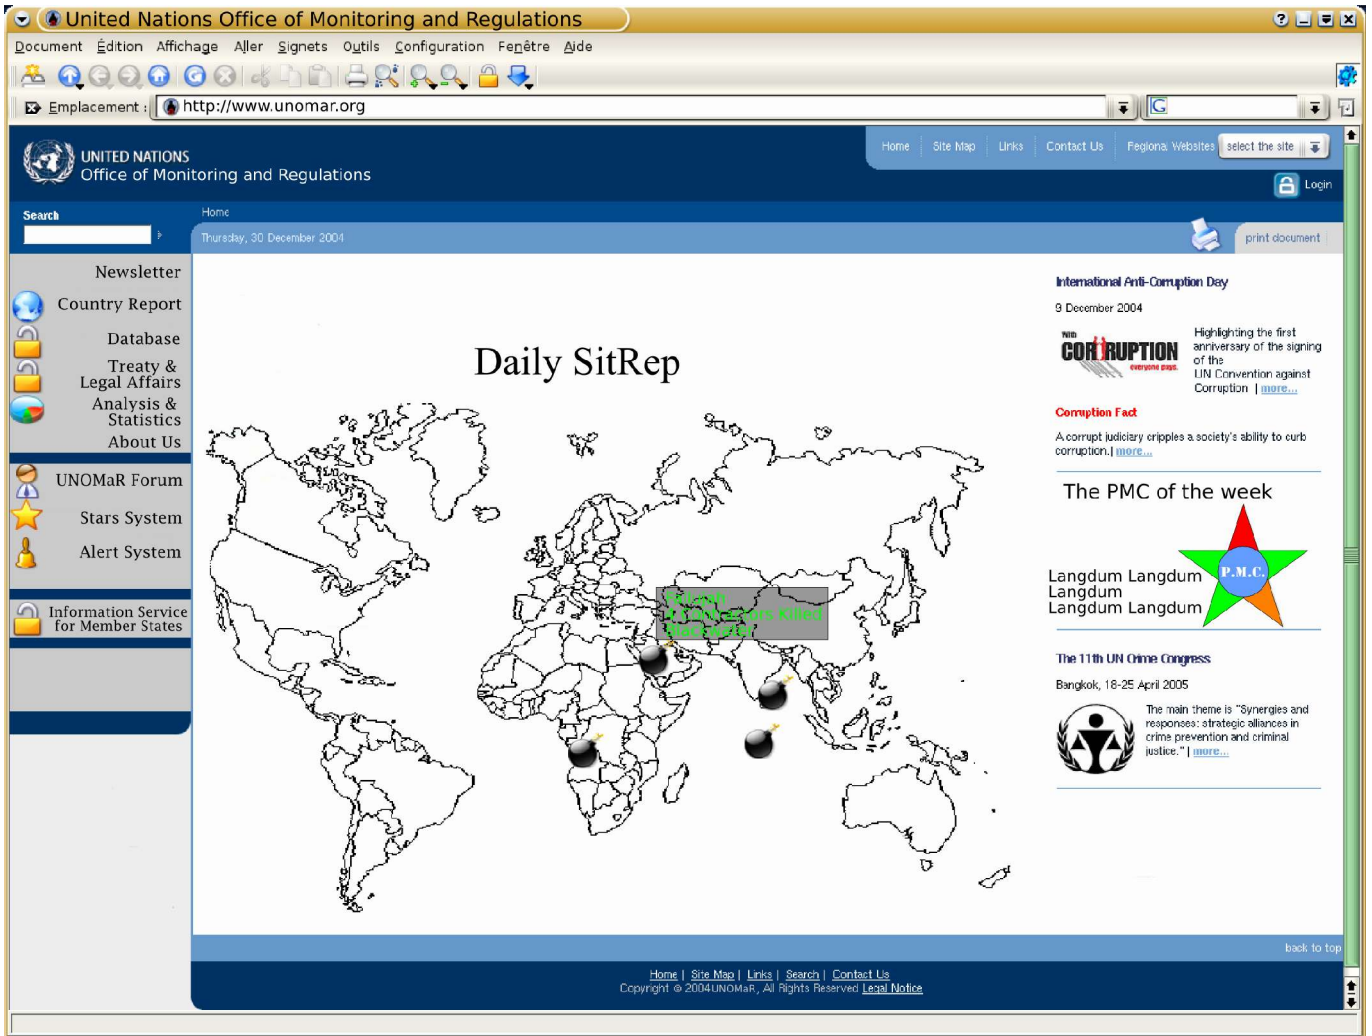 United Nations Office of Monitoring and Regulations
Document Édition Affichage Aller Signets Outils Configuration Fenêtre Aide
Emplacement : http://www.unomar.org
UNITED NATIONS
Office of Monitoring and Regulations
Home Site Map Links Contact Us Regional Websites select the site
Login
Search
Home
Thursday, 30 December 2004
print document
Newsletter
Country Report
Database
Treaty &
Legal Affairs
Analysis &
Statistics
About Us
UNOMaR Forum
Stars System
Alert System
Information Service
for Member States
Daily SitRep
Fallujah
4 Contractors Killed
Blackwater
International Anti-Corruption Day
9 December 2004
With
CORRUPTION
everyone pays.
Highlighting the first
anniversary of the signing
of the
UN Convention against
Corruption | more...
Corruption Fact
A corrupt judiciary cripples a society's ability to curb
corruption.| more...
The PMC of the week
P.M.C.
Langdum Langdum
Langdum
Langdum Langdum
The 11th UN Crime Congress
Bangkok, 18-25 April 2005
The main theme is "Synergies and
responses: strategic alliances in
crime prevention and criminal
justice." | more...
back to top
Home | Site Map | Links | Search | Contact Us
Copyright © 2004UNOMaR, All Rights Reserved Legal Notice